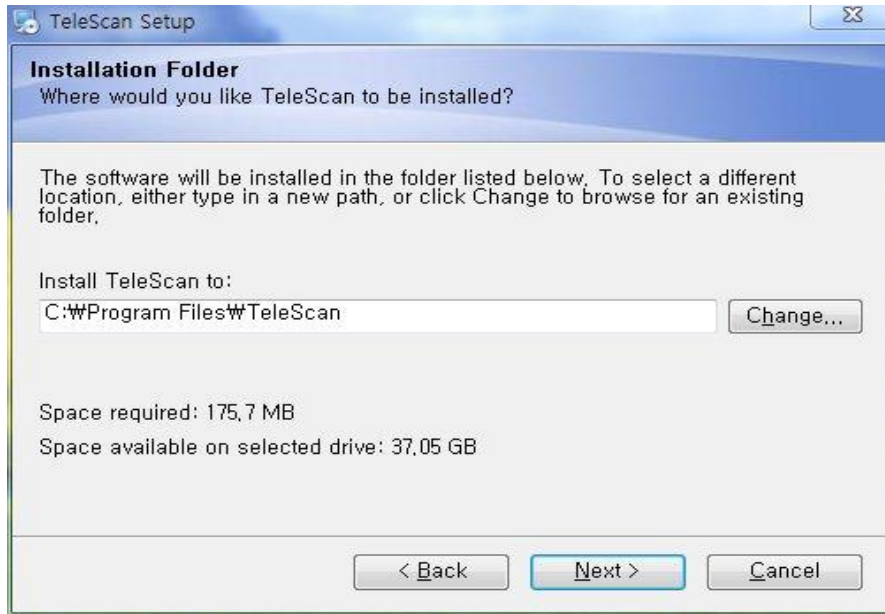 TeleScan Setup
Installation Folder
Where would you like TeleScan to be installed?
The software will be installed in the folder listed below, To select a different
location, either type in a new path, or click Change to browse for an existing
folder,
Install TeleScan to:
C:₩Program Files₩TeleScan
Change,,,
Space required: 175,7 MB
Space available on selected drive: 37,05 GB
< Back
Next >
Cancel